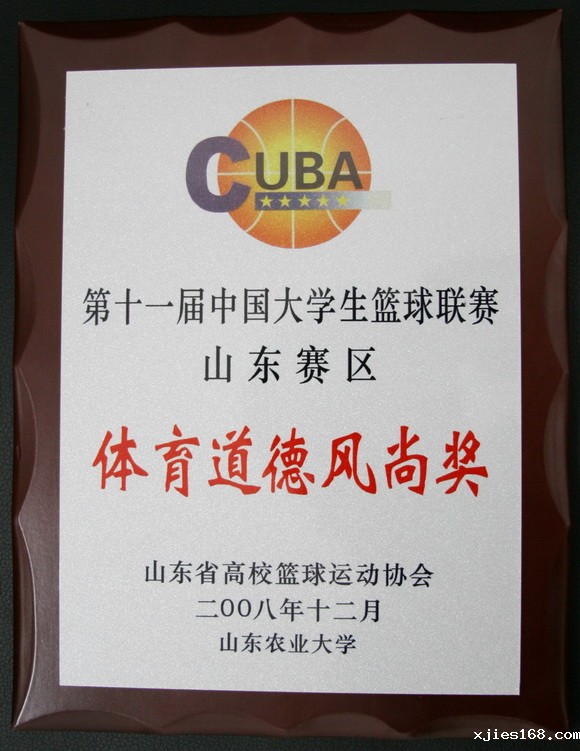 CUBA
第十一届中国大学生篮球联赛
山东赛区
体育道德风尚奖
山东省高校篮球运动协会
二00八年十二月
山东农业大学
xjies168.com